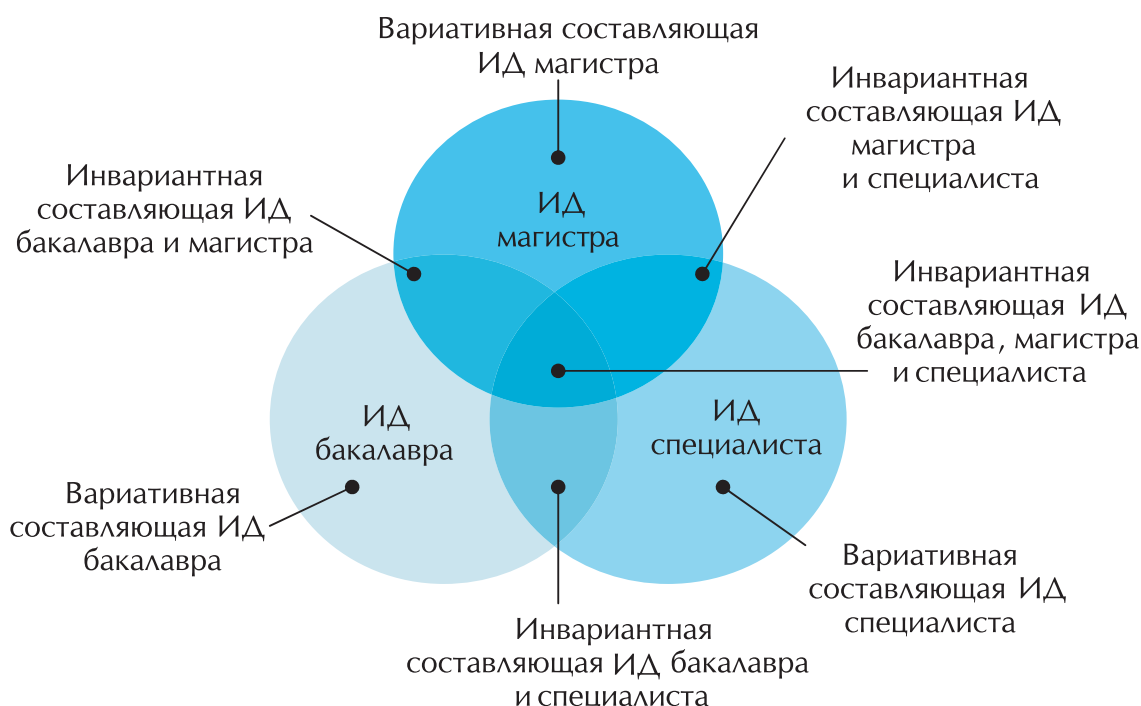 Вариативная составляющая
ИД магистра
Инвариантная
составляющая ИД
магистра
и специалиста
Инвариантная
составляющая ИД
бакалавра и магистра
ИД
магистра
Инвариантная
составляющая ИД
бакалавра, магистра
и специалиста
ИД
бакалавра
ИД
специалиста
Вариативная
составляющая ИД
бакалавра
Вариативная
составляющая ИД
специалиста
Инвариантная
составляющая ИД бакалавра
и специалиста